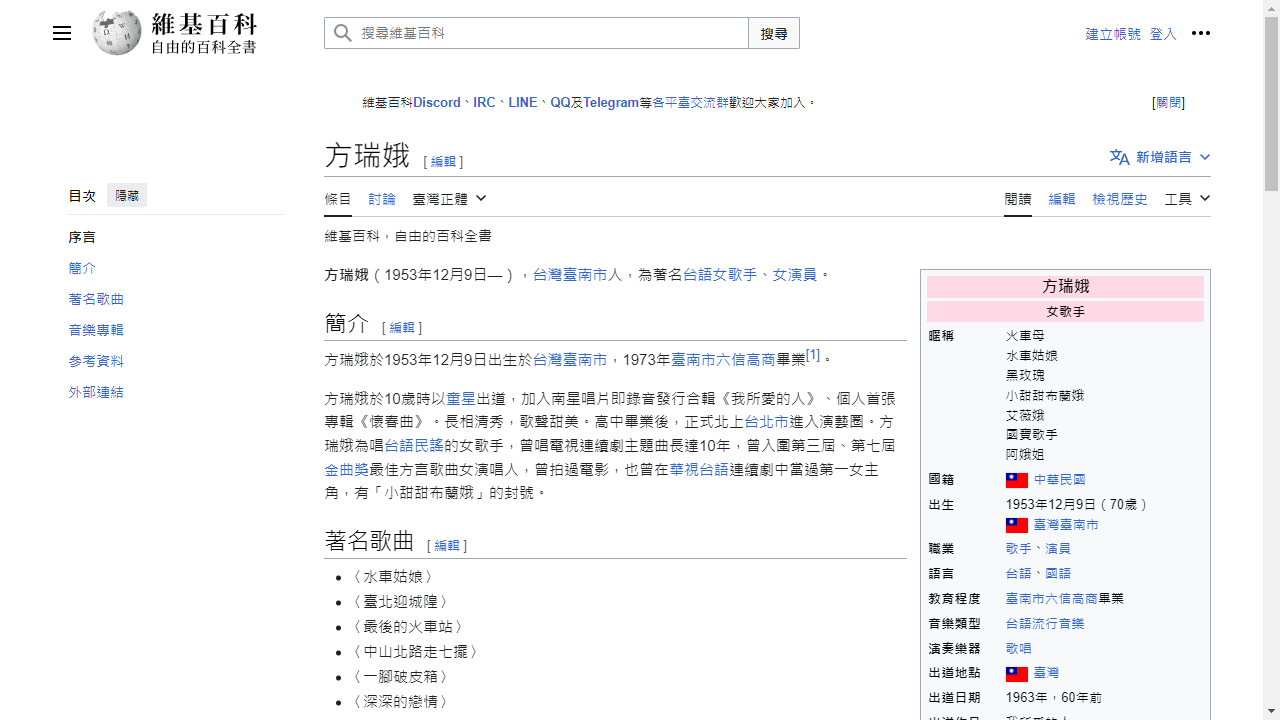 維基百科
自由的百科全書
搜尋維基百科
搜尋
建立帳號 登入
維基百科Discord、IRC、LINE、QQ及Telegram等各平臺交流群歡迎大家加入。
[關閉]
方瑞娥 [編輯]
新增語言
目次 隱藏
序言
簡介
著名歌曲
音樂專輯
參考資料
外部連結
條目 討論 臺灣正體
閱讀 編輯 檢視歷史 工具
維基百科，自由的百科全書
方瑞娥（1953年12月9日—），台灣臺南市人，為著名台語女歌手、女演員。
簡介 [編輯]
方瑞娥於1953年12月9日出生於台灣臺南市，1973年臺南市六信高商畢業[1]。
方瑞娥於10歲時以童星出道，加入南星唱片即錄音發行合輯《我所愛的人》、個人首張
專輯《懷春曲》。長相清秀，歌聲甜美。高中畢業後，正式北上台北市進入演藝圈。方
瑞娥為唱台語民謠的女歌手，曾唱電視連續劇主題曲長達10年，曾入圍第三屆、第七屆
金曲獎最佳方言歌曲女演唱人，曾拍過電影，也曾在華視台語連續劇中當過第一女主
角，有「小甜甜布蘭娥」的封號。
著名歌曲 [編輯]
• 〈水車姑娘〉
• 〈臺北迎城隍〉
• 〈最後的火車站〉
• 〈中山北路走七擺〉
• 〈一腳破皮箱〉
• 〈深深的戀情〉
方瑞娥
女歌手
暱稱 火車母
水車姑娘
黑玫瑰
小甜甜布蘭娥
艾薇娥
國寶歌手
阿娥姐
國籍 中華民國
出生 1953年12月9日（70歲）
臺灣臺南市
職業 歌手、演員
語言 台語、國語
教育程度 臺南市六信高商畢業
音樂類型 台語流行音樂
演奏樂器 歌唱
出道地點 臺灣
出道日期 1963年，60年前
出道作品 我所愛的人